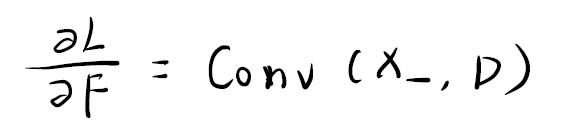 ∂L/∂F = Conv (X_, D)